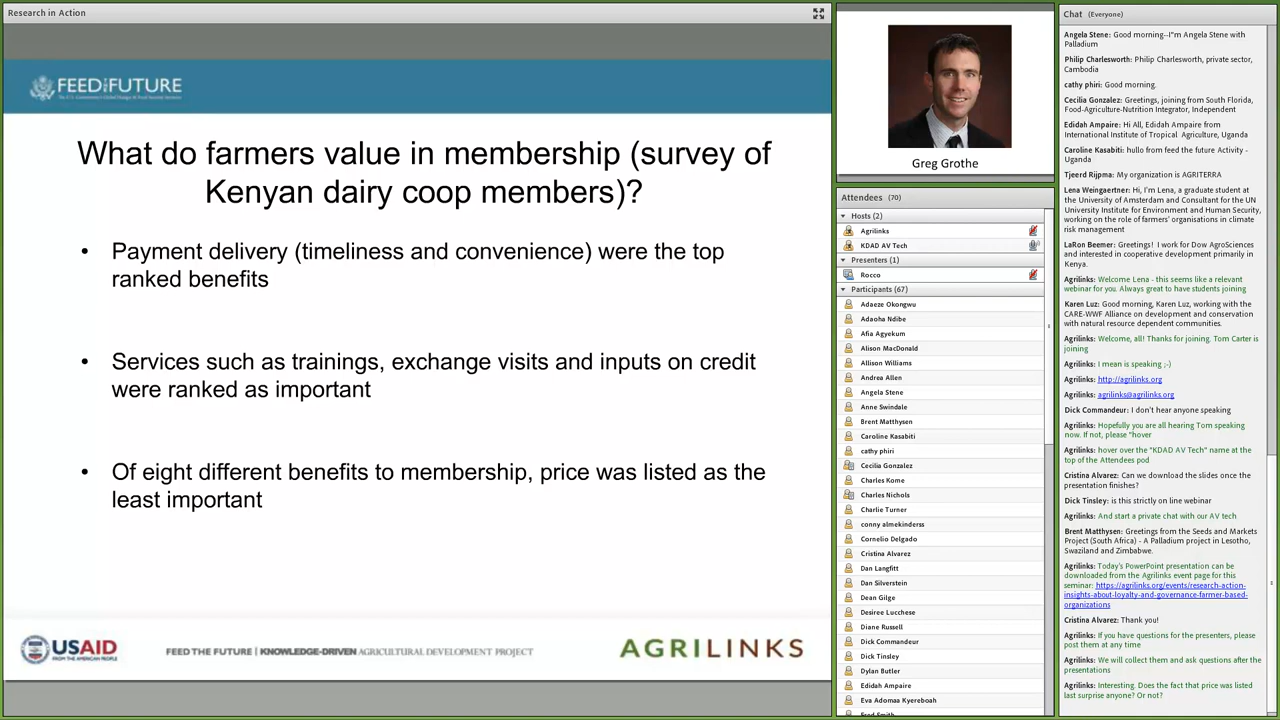 Research in Action
FEED THE FUTURE
What do farmers value in membership (survey of
Kenyan dairy coop members)?
• Payment delivery (timeliness and convenience) were the top
ranked benefits
• Services such as trainings, exchange visits and inputs on credit
were ranked as important
• Of eight different benefits to membership, price was listed as the
least important
USAID
FROM THE AMERICAN PEOPLE
FEED THE FUTURE | KNOWLEDGE-DRIVEN AGRICULTURAL DEVELOPMENT PROJECT
AGRILINKS
Greg Grothe
Attendees (70)
Hosts (2)
Agrilinks
KDAD AV Tech
Presenters (1)
Rocco
Participants (67)
Adaeze Okongwu
Adaoha Ndibe
Afia Agyekum
Alison MacDonald
Allison Williams
Andrea Allen
Angela Stene
Anne Swindale
Brent Matthysen
Caroline Kasabiti
cathy phiri
Cecilia Gonzalez
Charles Kome
Charles Nichols
Charlie Turner
conny almekinderss
Cornelio Delgado
Cristina Alvarez
Dan Langfitt
Dan Silverstein
Dean Gilge
Desiree Lucchese
Diane Russell
Dick Commandeur
Dick Tinsley
Dylan Butler
Edidah Ampaire
Eva Adomaa Kyereboah
Chat (Everyone)
Angela Stene: Good morning--I"m Angela Stene with
Palladium
Philip Charlesworth: Philip Charlesworth, private sector,
Cambodia
cathy phiri: Good morning.
Cecilia Gonzalez: Greetings, joining from South Florida,
Food-Agriculture-Nutrition Integrator, Independent
Edidah Ampaire: Hi All, Edidah Ampaire from
International Institute of Tropical Agriculture, Uganda
Caroline Kasabiti: hullo from feed the future Activity -
Uganda
Tjeerd Rijpma: My organization is AGRITERRA
Lena Weingaertner: Hi, I'm Lena, a graduate student at
the University of Amsterdam and Consultant for the UN
University Institute for Environment and Human Security,
working on the role of farmers' organisations in climate
risk management
LaRon Beemer: Greetings! I work for Dow AgroSciences
and interested in cooperative development primarily in
Kenya.
Agrilinks: Welcome Lena - this seems like a relevant
webinar for you. Always great to have students joining
Karen Luz: Good morning, Karen Luz, working with the
CARE-WWF Alliance on development and conservation
with natural resource dependent communities.
Agrilinks: Welcome, all! Thanks for joining. Tom Carter is
joining
Agrilinks: I mean is speaking ;-)
Agrilinks: http://agrilinks.org
Agrilinks: agrilinks@agrilinks.org
Dick Commandeur: I don't hear anyone speaking
Agrilinks: Hopefully you are all hearing Tom speaking
now. If not, please "hover
Agrilinks: hover over the "KDAD AV Tech" name at the
top of the Attendees pod
Cristina Alvarez: Can we download the slides once the
presentation finishes?
Dick Tinsley: is this strictly on line webinar
Agrilinks: And start a private chat with our AV tech
Brent Matthysen: Greetings from the Seeds and Markets
Project (South Africa) - A Palladium project in Lesotho,
Swaziland and Zimbabwe.
Agrilinks: Today's PowerPoint presentation can be
downloaded from the Agrilinks event page for this
seminar: https://agrilinks.org/events/research-action-
insights-about-loyalty-and-governance-farmer-based-
organizations
Cristina Alvarez: Thank you!
Agrilinks: If you have questions for the presenters, please
post them at any time
Agrilinks: We will collect them and ask questions after the
presentations
Agrilinks: Interesting. Does the fact that price was listed
last surprise anyone? Or not?